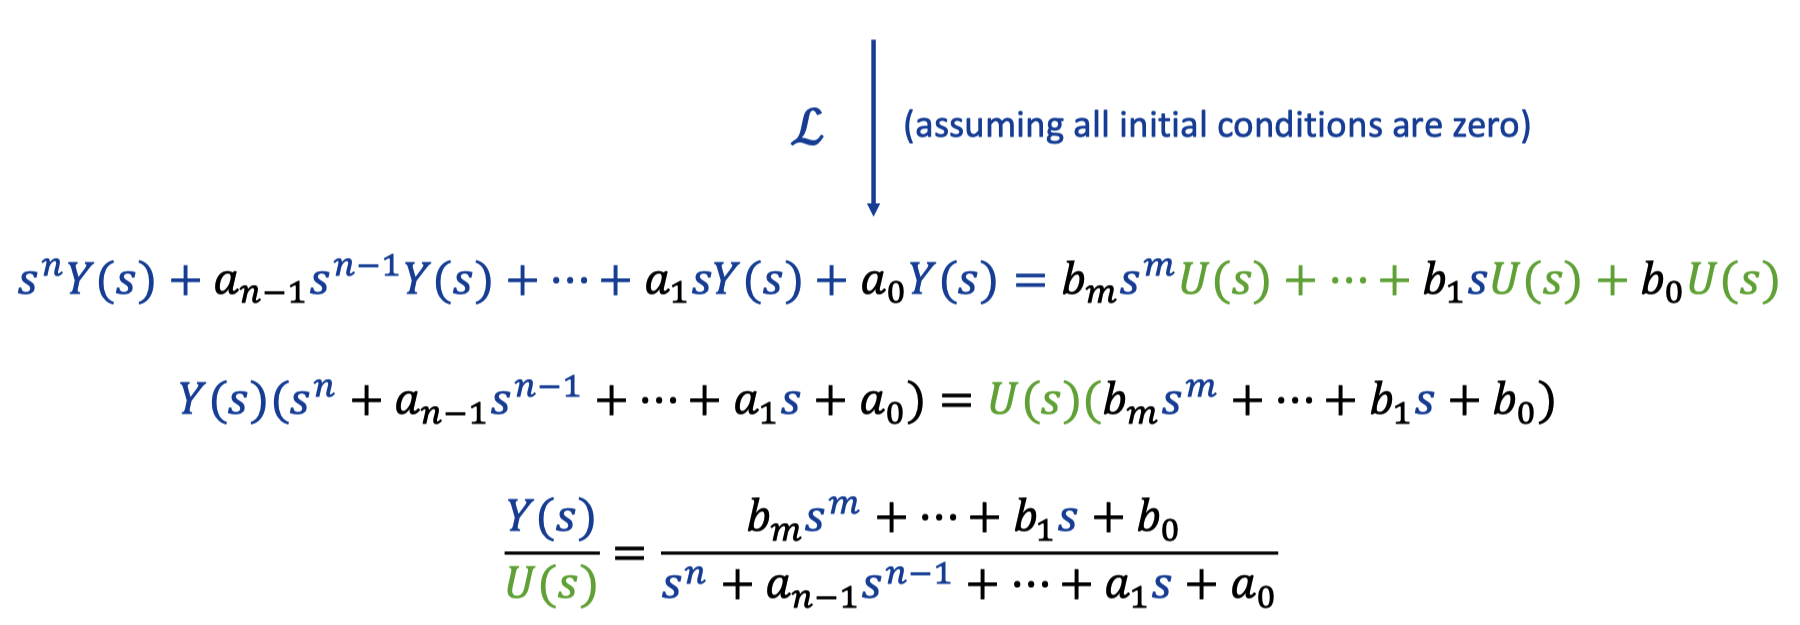 ℒ (assuming all initial conditions are zero)
sⁿY(s) + aₙ₋₁sⁿ⁻¹Y(s) + ⋯ + a₁sY(s) + a₀Y(s) = bₘsᵐU(s) + ⋯ + b₁sU(s) + b₀U(s)
Y(s)(sⁿ + aₙ₋₁sⁿ⁻¹ + ⋯ + a₁s + a₀) = U(s)(bₘsᵐ + ⋯ + b₁s + b₀)
Y(s)/U(s) = (bₘsᵐ + ⋯ + b₁s + b₀)/(sⁿ + aₙ₋₁sⁿ⁻¹ + ⋯ + a₁s + a₀)